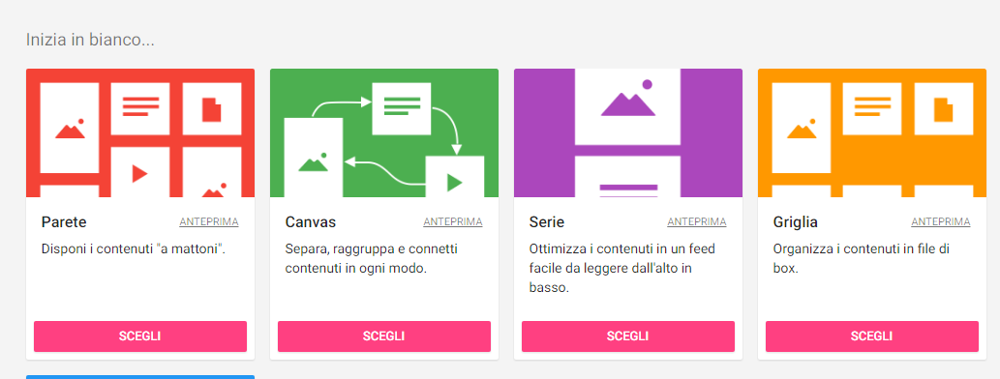 Inizia in bianco...
Parete ANTEPRIMA
Disponi i contenuti "a mattoni".
SCEGLI
Canvas ANTEPRIMA
Separa, raggruppa e connetti
contenuti in ogni modo.
SCEGLI
Serie ANTEPRIMA
Ottimizza i contenuti in un feed
facile da leggere dall'alto in
basso.
SCEGLI
Griglia ANTEPRIMA
Organizza i contenuti in file di
box.
SCEGLI